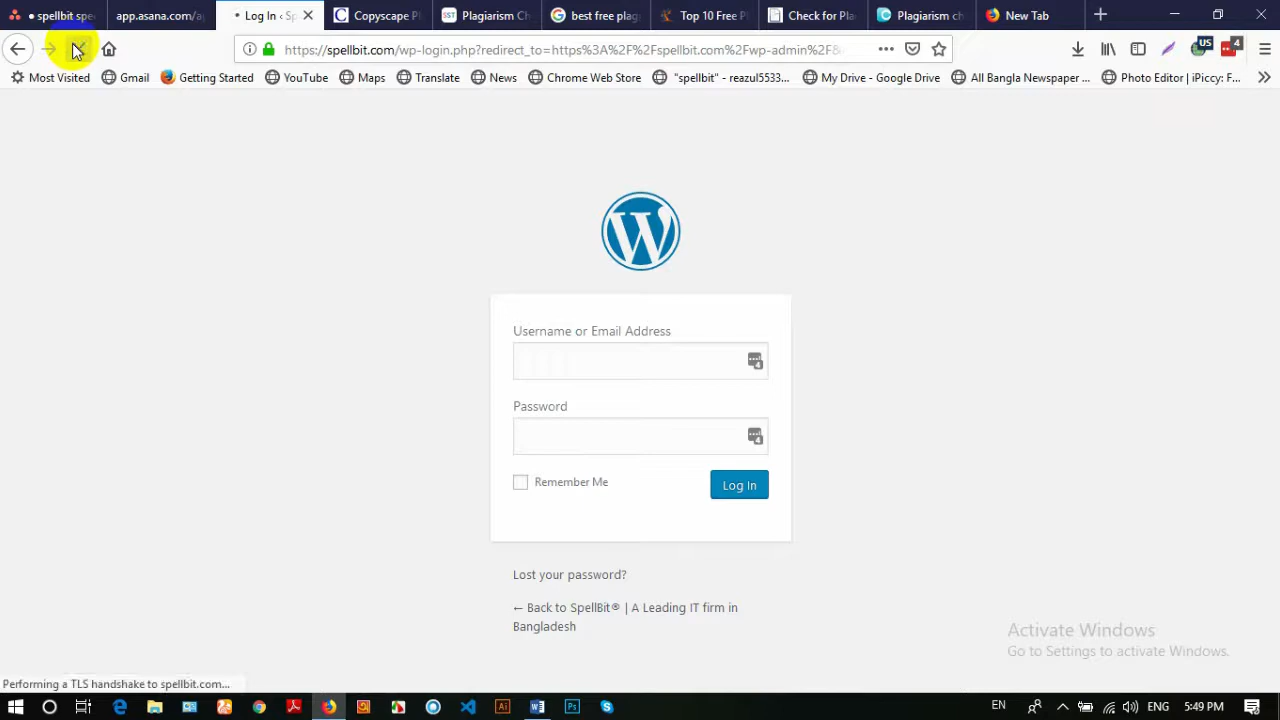 spellbit spe
app.asana.com/a
Log In ‹ Sp
Copyscape Pl
Plagiarism Ch
best free plag
Top 10 Free Pl
Check for Pla
Plagiarism ch
New Tab
https://spellbit.com/wp-login.php?redirect_to=https%3A%2F%2Fspellbit.com%2Fwp-admin%2F8
US
4
Most Visited
Gmail
Getting Started
YouTube
Maps
Translate
News
Chrome Web Store
"spellbit" - reazul5533...
My Drive - Google Drive
All Bangla Newspaper ...
Photo Editor | iPiccy: F...
Username or Email Address
Password
Remember Me
Log In
Lost your password?
← Back to SpellBit® | A Leading IT firm in
Bangladesh
Activate Windows
Go to Settings to activate Windows.
Performing a TLS handshake to spellbit.com...
EN
ENG
5:49 PM